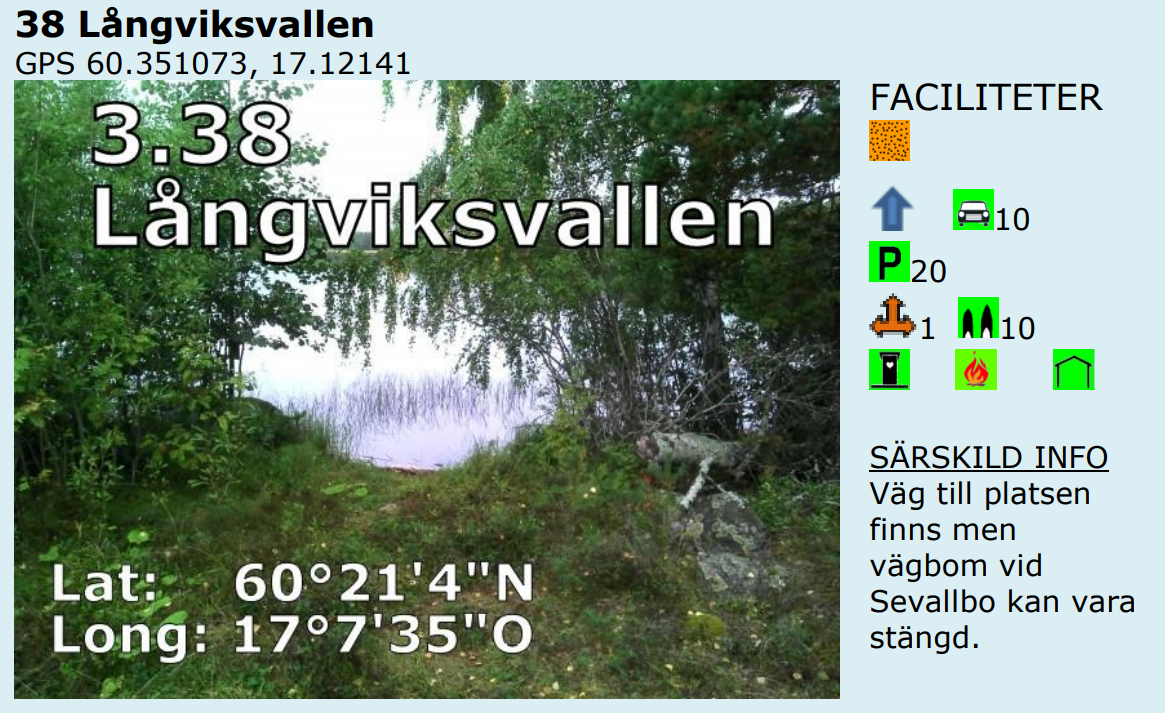 38 Långviksvallen
GPS 60.351073, 17.12141
3.38
Långviksvallen
Lat: 60°21'4"N
Long: 17°7'35"O
FACILITETER
10
P 20
1 10
SÄRSKILD INFO
Väg till platsen
finns men
vägbom vid
Sevallbo kan vara
stängd.